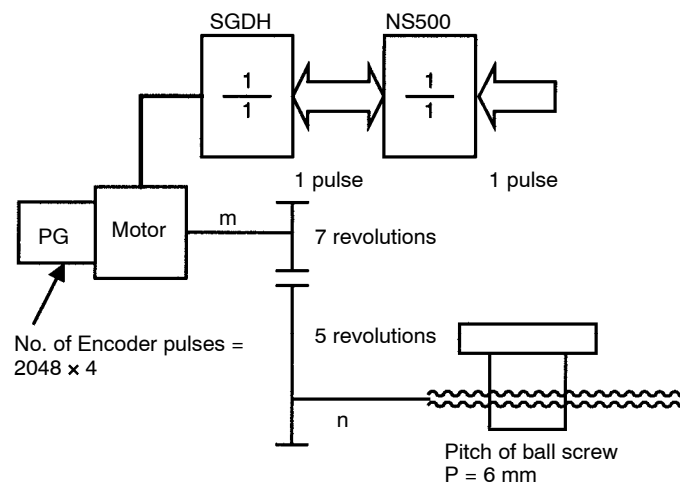 SGDH
NS500
1
1
1
1
1 pulse
1 pulse
PG
Motor
m
7 revolutions
No. of Encoder pulses =
2048 × 4
5 revolutions
n
Pitch of ball screw
P = 6 mm